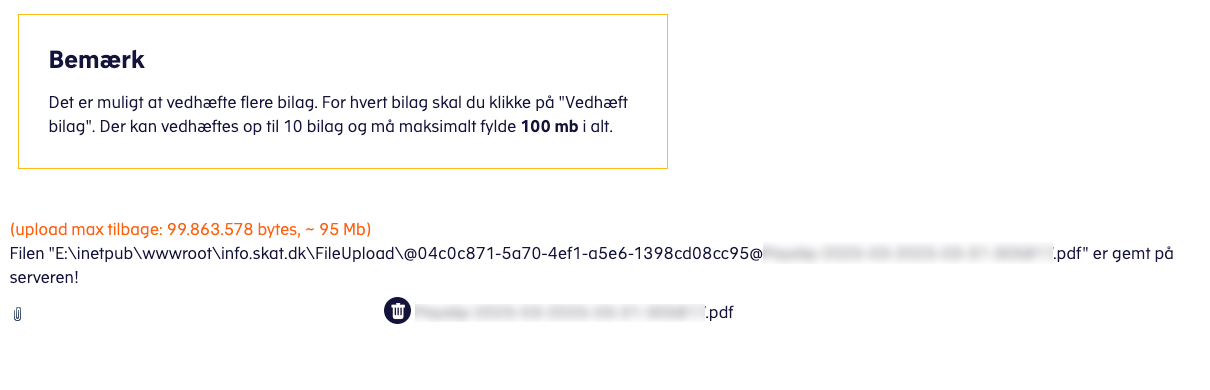 Bemærk
Det er muligt at vedhæfte flere bilag. For hvert bilag skal du klikke på "Vedhæft
bilag". Der kan vedhæftes op til 10 bilag og må maksimalt fylde 100 mb i alt.
(upload max tilbage: 99.863.578 bytes, ~ 95 Mb)
Filen "E:\inetpub\wwwroot\info.skat.dk\FileUpload\@04c0c871-5a70-4ef1-a5e6-1398cd08cc95@ .pdf" er gemt på
serveren!
.pdf